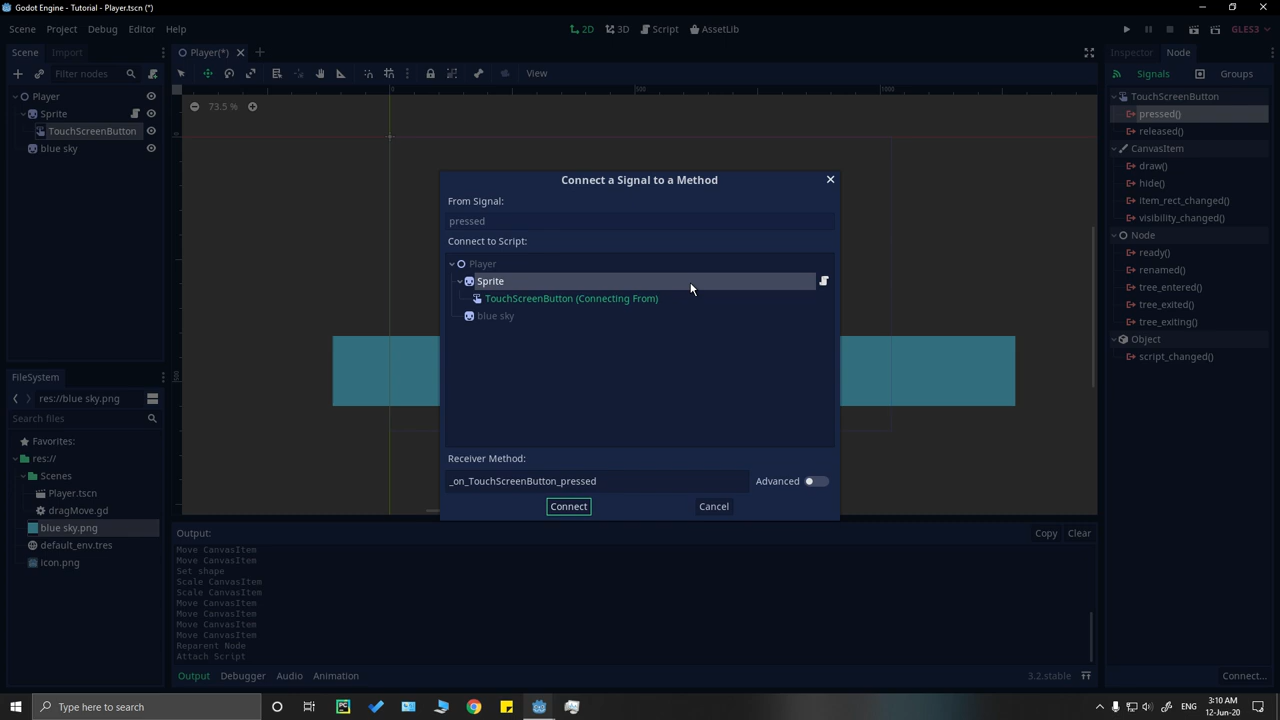 Godot Engine - Tutorial - Player.tscn (*)
Scene Project Debug Editor Help
2D 3D Script AssetLib
GLES3
Scene Import
Filter nodes
Player
Sprite
TouchScreenButton
blue sky
FileSystem
res://blue sky.png
Search files
Favorites:
res://
Scenes
Player.tscn
dragMove.gd
blue sky.png
default_env.tres
icon.png
Player(*)
View
73.5 %
0 500 1000
500
Connect a Signal to a Method
From Signal:
pressed
Connect to Script:
Player
Sprite
TouchScreenButton (Connecting From)
blue sky
Receiver Method:
_on_TouchScreenButton_pressed
Advanced
Connect Cancel
Output:
Copy Clear
Move CanvasItem
Move CanvasItem
Set shape
Scale CanvasItem
Scale CanvasItem
Move CanvasItem
Move CanvasItem
Move CanvasItem
Move CanvasItem
Reparent Node
Attach Script
Output Debugger Audio Animation
3.2.stable
Inspector Node
Signals Groups
TouchScreenButton
pressed()
released()
CanvasItem
draw()
hide()
item_rect_changed()
visibility_changed()
Node
ready()
renamed()
tree_entered()
tree_exited()
tree_exiting()
Object
script_changed()
Connect...
Type here to search
ENG
3:10 AM
12-Jun-20